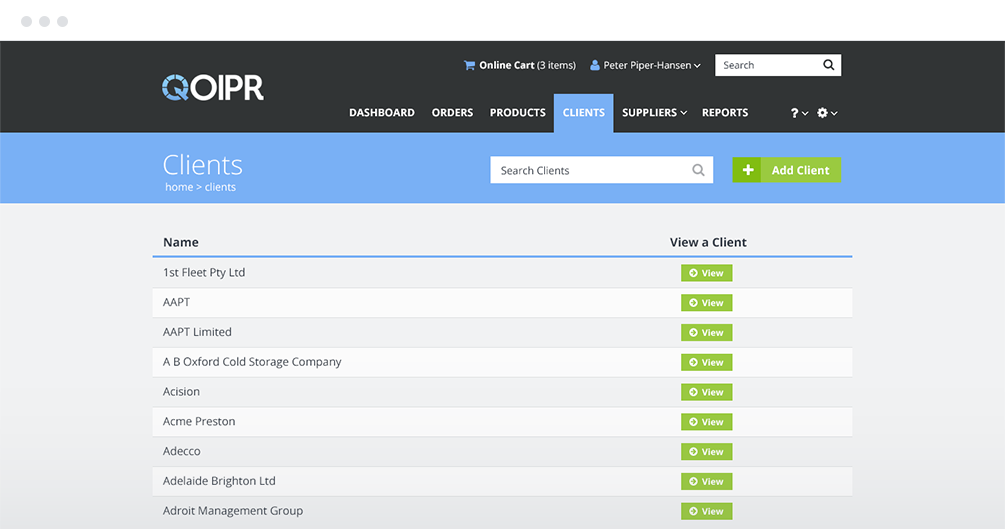 Online Cart (3 items) Peter Piper-Hansen Search
QOIPR
DASHBOARD ORDERS PRODUCTS CLIENTS SUPPLIERS REPORTS ?
Clients
home > clients
Search Clients
Add Client
Name View a Client
1st Fleet Pty Ltd View
AAPT View
AAPT Limited View
A B Oxford Cold Storage Company View
Acision View
Acme Preston View
Adecco View
Adelaide Brighton Ltd View
Adroit Management Group View